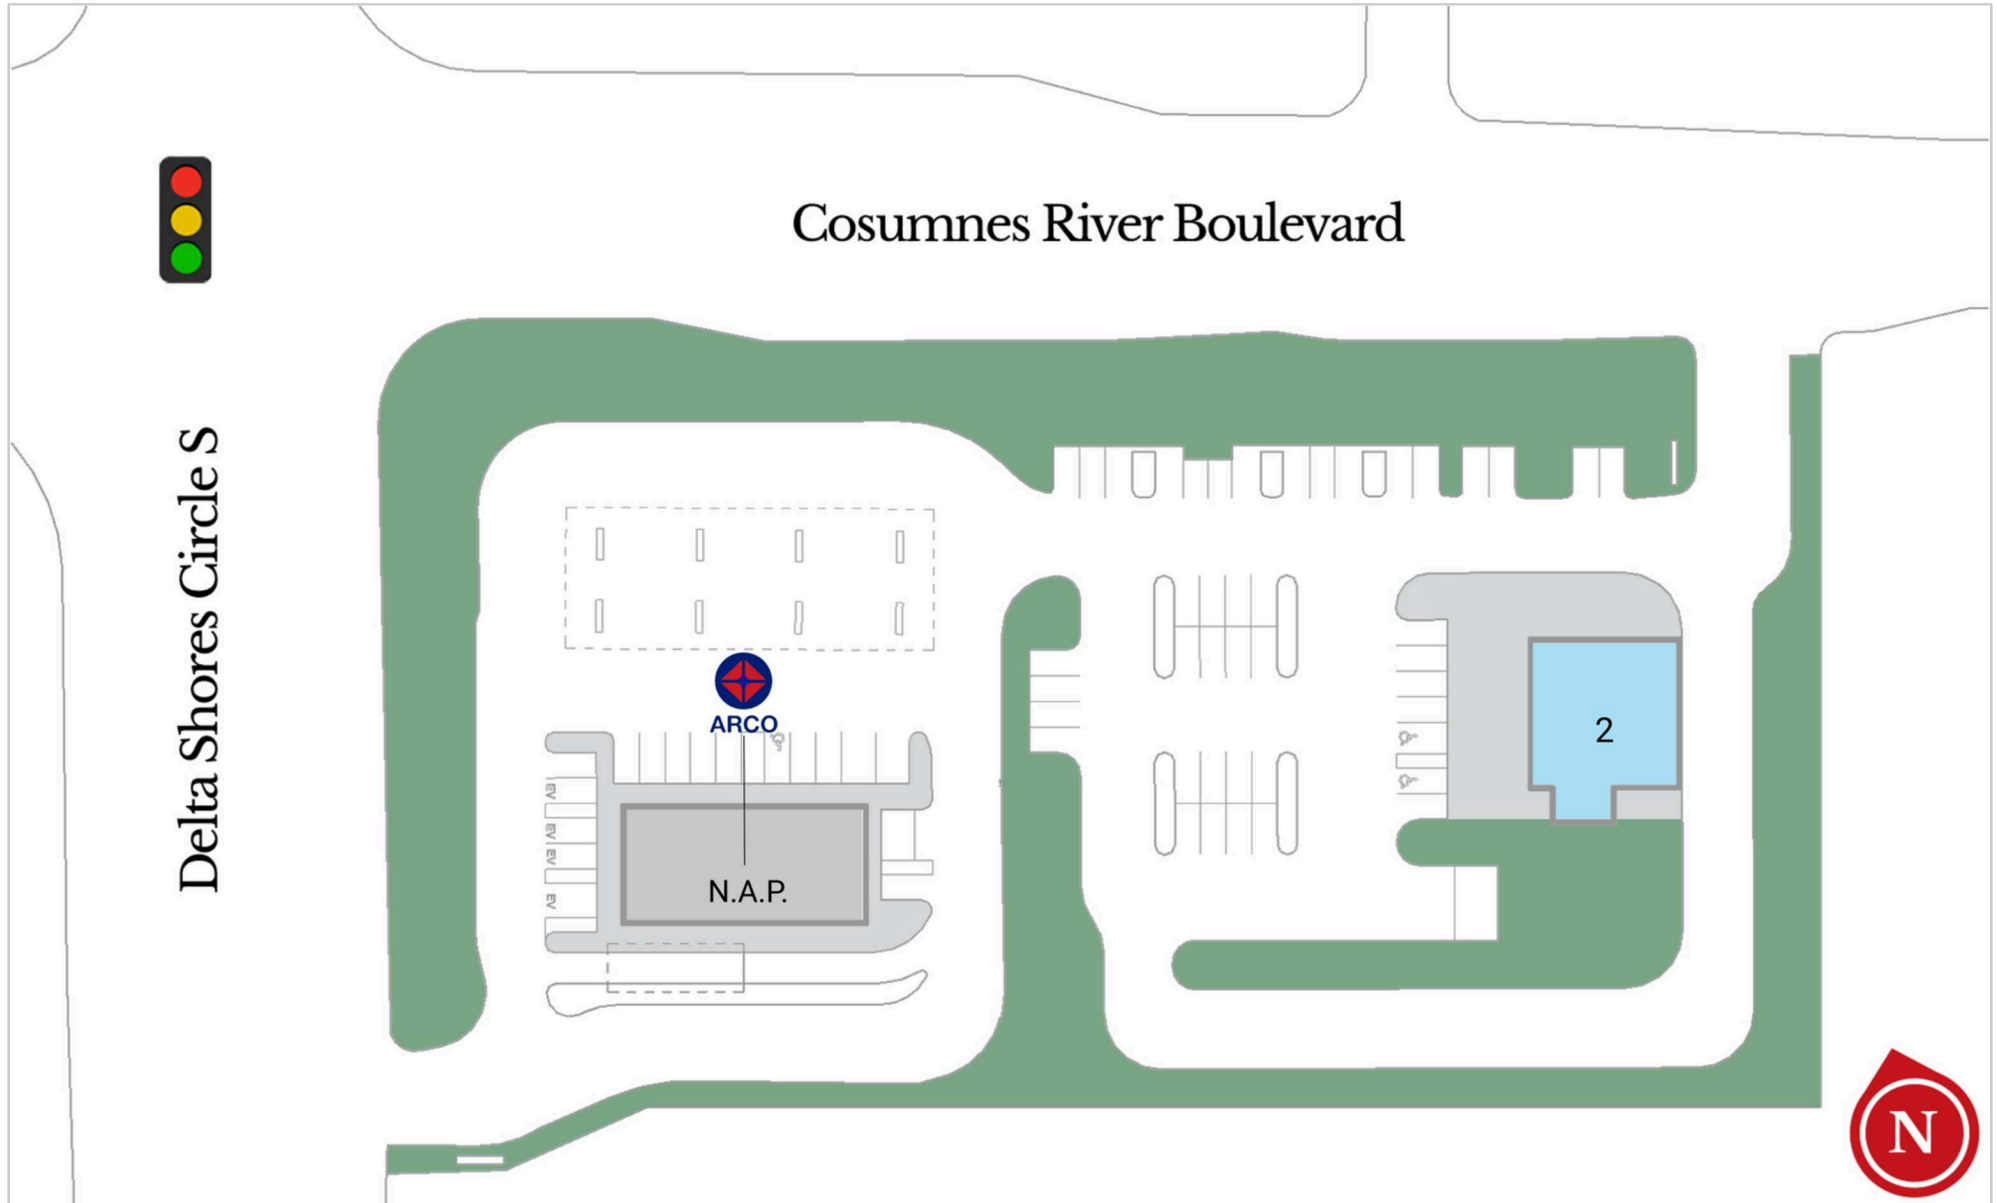 Cosumnes River Boulevard
Delta Shores Circle S
ARCO
EV
EV
EV
EV
N.A.P.
2
N